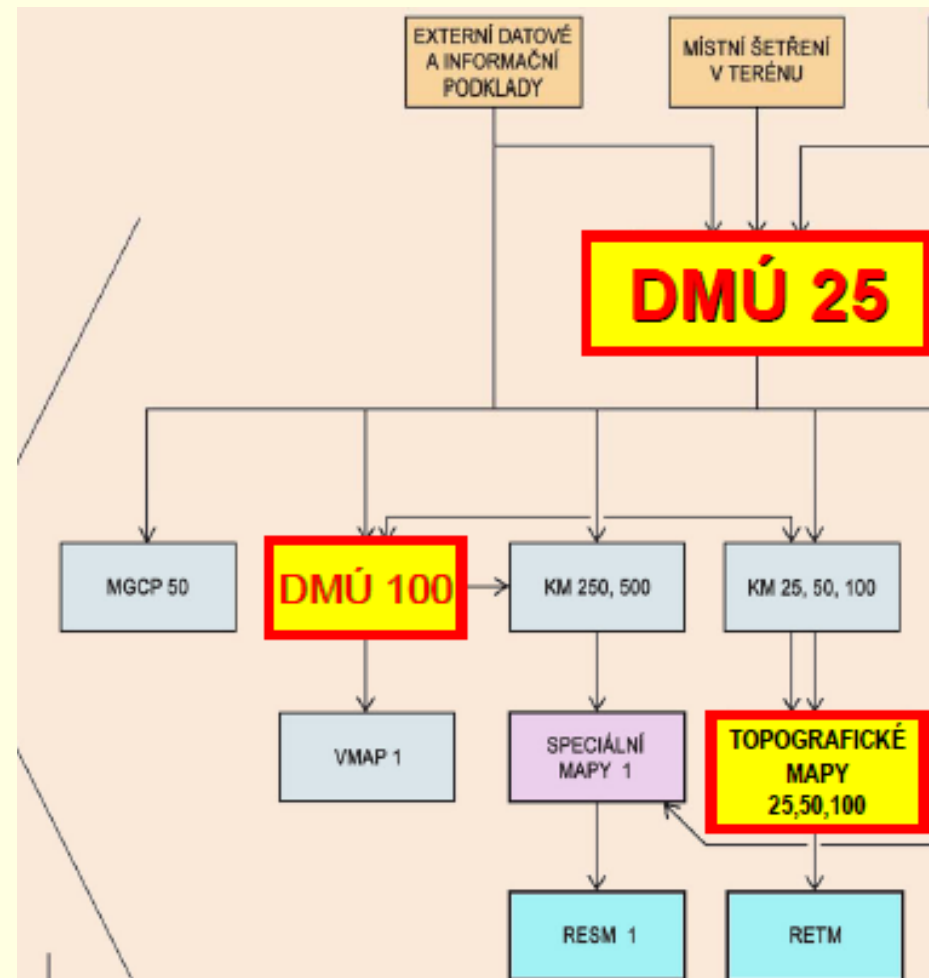 EXTERNÍ DATOVÉ
A INFORMAČNÍ
PODKLADY
MÍSTNÍ ŠETŘENÍ
V TERÉNU
DMÚ 25
MGCP 50
DMÚ 100
KM 250, 500
KM 25, 50, 100
VMAP 1
SPECIÁLNÍ
MAPY 1
TOPOGRAFICKÉ
MAPY
25,50,100
RESM 1
RETM